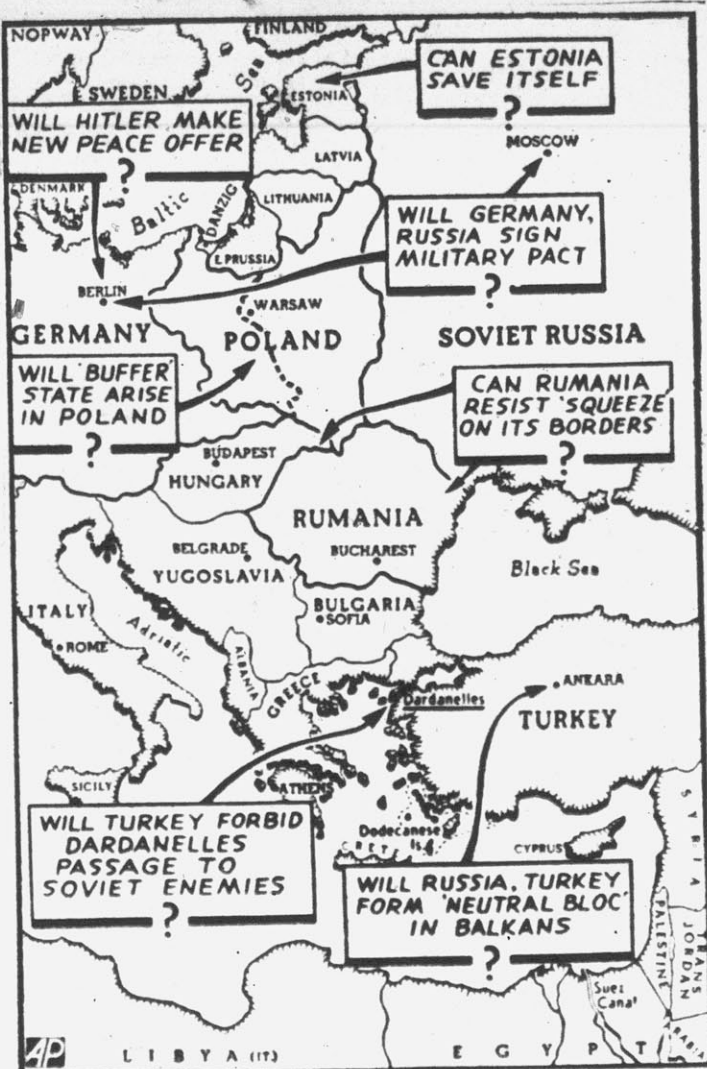 NORWAY
FINLAND
CAN ESTONIA
SAVE ITSELF
?
Sea
ESTONIA
SWEDEN
WILL HITLER MAKE
NEW PEACE OFFER
?
MOSCOW
LATVIA
DENMARK
Baltic
DANZIG
LITHUANIA
E. PRUSSIA
WILL GERMANY,
RUSSIA SIGN
MILITARY PACT
?
BERLIN
WARSAW
GERMANY
POLAND
SOVIET RUSSIA
WILL 'BUFFER'
STATE ARISE
IN POLAND
?
CAN RUMANIA
RESIST 'SQUEEZE'
ON ITS BORDERS
?
BUDAPEST
HUNGARY
RUMANIA
BELGRADE
BUCHAREST
YUGOSLAVIA
Black Sea
BULGARIA
SOFIA
ITALY
ROME
Adriatic
ALBANIA
GREECE
Dardanelles
ANKARA
TURKEY
SICILY
ATHENS
WILL TURKEY FORBID
DARDANELLES
PASSAGE TO
SOVIET ENEMIES
?
Dodecanese
Is.
CRETE
CYPRUS
SYRIA
WILL RUSSIA, TURKEY
FORM 'NEUTRAL BLOC'
IN BALKANS
?
PALESTINE
TRANS
JORDAN
Suez
Canal
ARABIA
AP
LIBYA (IT.)
EGYPT